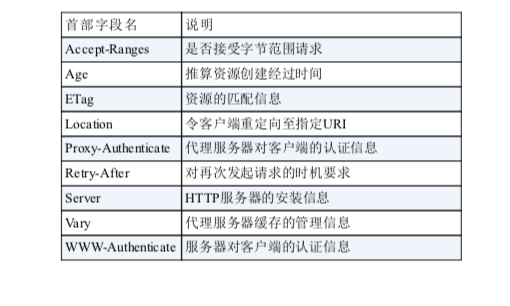 首部字段名 说明
Accept-Ranges 是否接受字节范围请求
Age 推算资源创建经过时间
ETag 资源的匹配信息
Location 令客户端重定向至指定URI
Proxy-Authenticate 代理服务器对客户端的认证信息
Retry-After 对再次发起请求的时机要求
Server HTTP服务器的安装信息
Vary 代理服务器缓存的管理信息
WWW-Authenticate 服务器对客户端的认证信息